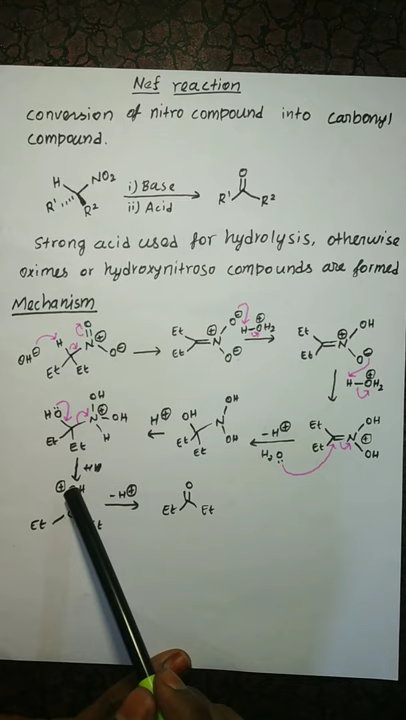 Nef reaction
conversion of nitro compound into carbonyl
compound.
H NO2 i) Base O
R' R2 ii) Acid R' R2
Strong acid used for hydrolysis, otherwise
oximes or hydroxynitroso compounds are formed
Mechanism
OH⊖ H O N⊕ O⊖ Et Et
Et Et N⊕ O⊖ O⊖ H-OH2⊕
Et Et N⊕ OH O⊖
H-OH2⊕
HO N⊕ OH OH H Et Et
H⊕
OH N OH OH Et Et
-H⊕
H2O
Et Et N⊕ OH OH
⊕OH Et Et
-H⊕
O Et Et